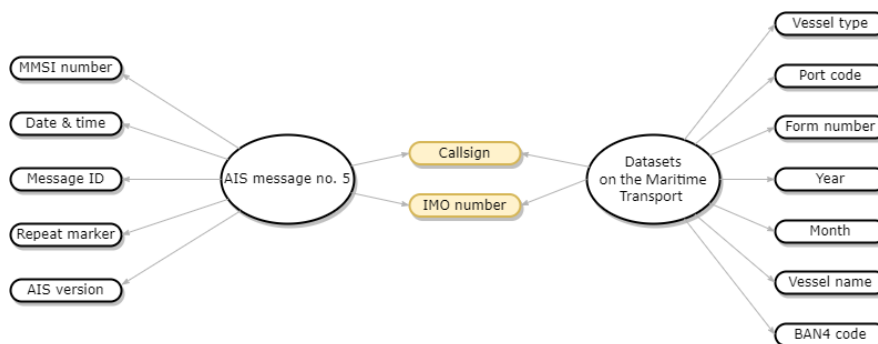 MMSI number
Date & time
Message ID
Repeat marker
AIS version
AIS message no. 5
Callsign
IMO number
Datasets
on the Maritime
Transport
Vessel type
Port code
Form number
Year
Month
Vessel name
BAN4 code